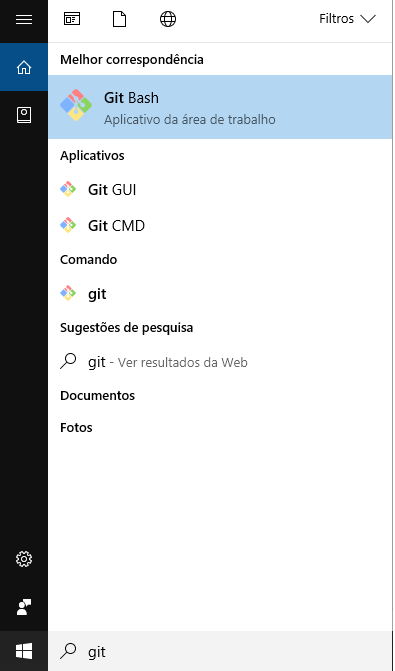 Filtros
Melhor correspondência
Git Bash
Aplicativo da área de trabalho
Aplicativos
Git GUI
Git CMD
Comando
git
Sugestões de pesquisa
git - Ver resultados da Web
Documentos
Fotos
git